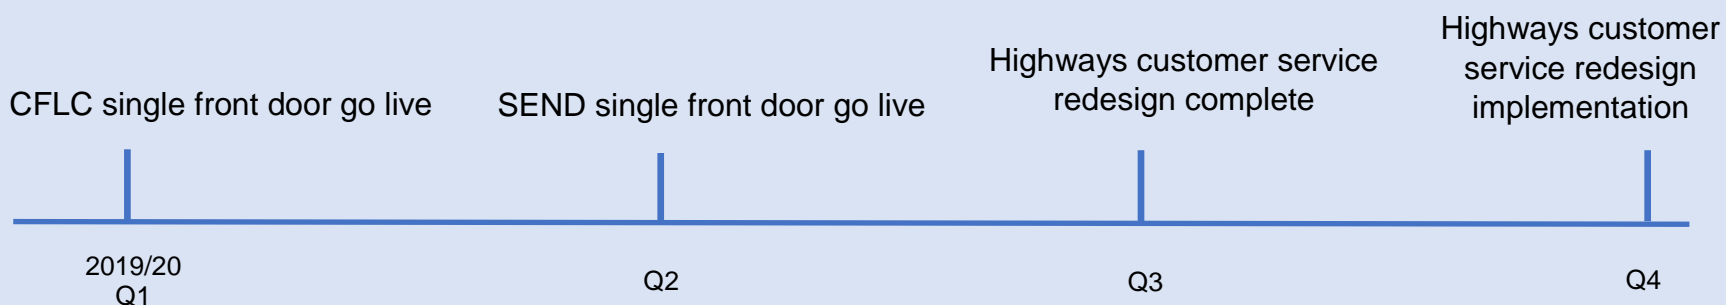 CFLC single front door go live
SEND single front door go live
Highways customer service
redesign complete
Highways customer
service redesign
implementation
2019/20
Q1
Q2
Q3
Q4